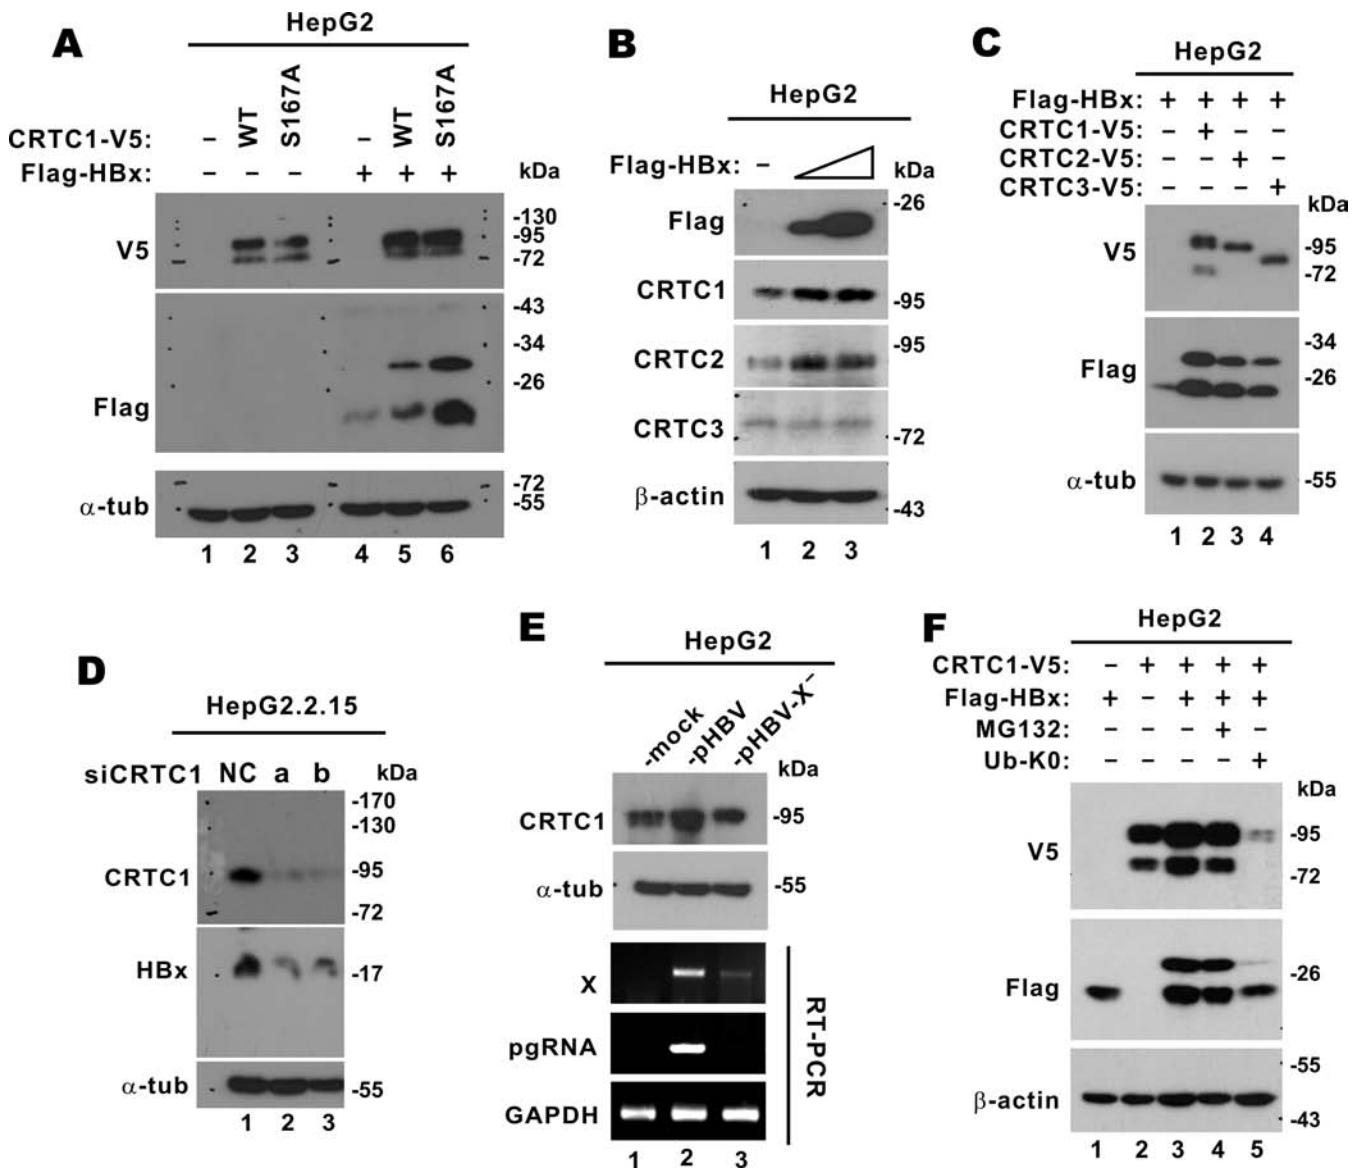 A
HepG2
CRTC1-V5: – WT S167A – WT S167A
Flag-HBx: – – – + + + kDa
V5
-130
-95
-72
Flag
-43
-34
-26
α-tub
-72
-55
1 2 3 4 5 6
B
HepG2
Flag-HBx: – kDa
Flag
-26
CRTC1
-95
CRTC2
-95
CRTC3
-72
β-actin
-43
1 2 3
C
HepG2
Flag-HBx: + + + +
CRTC1-V5: – + – –
CRTC2-V5: – – + –
CRTC3-V5: – – – +
kDa
V5
-95
-72
Flag
-34
-26
α-tub
-55
1 2 3 4
D
HepG2.2.15
siCRTC1 NC a b kDa
-170
-130
CRTC1
-95
-72
HBx
-17
α-tub
-55
1 2 3
E
HepG2
-mock -pHBV -pHBV-X⁻
kDa
CRTC1
-95
α-tub
-55
X
pgRNA
GAPDH
RT-PCR
1 2 3
F
HepG2
CRTC1-V5: – + + + +
Flag-HBx: + – + + +
MG132: – – – + –
Ub-K0: – – – – +
kDa
V5
-95
-72
Flag
-26
β-actin
-55
-43
1 2 3 4 5